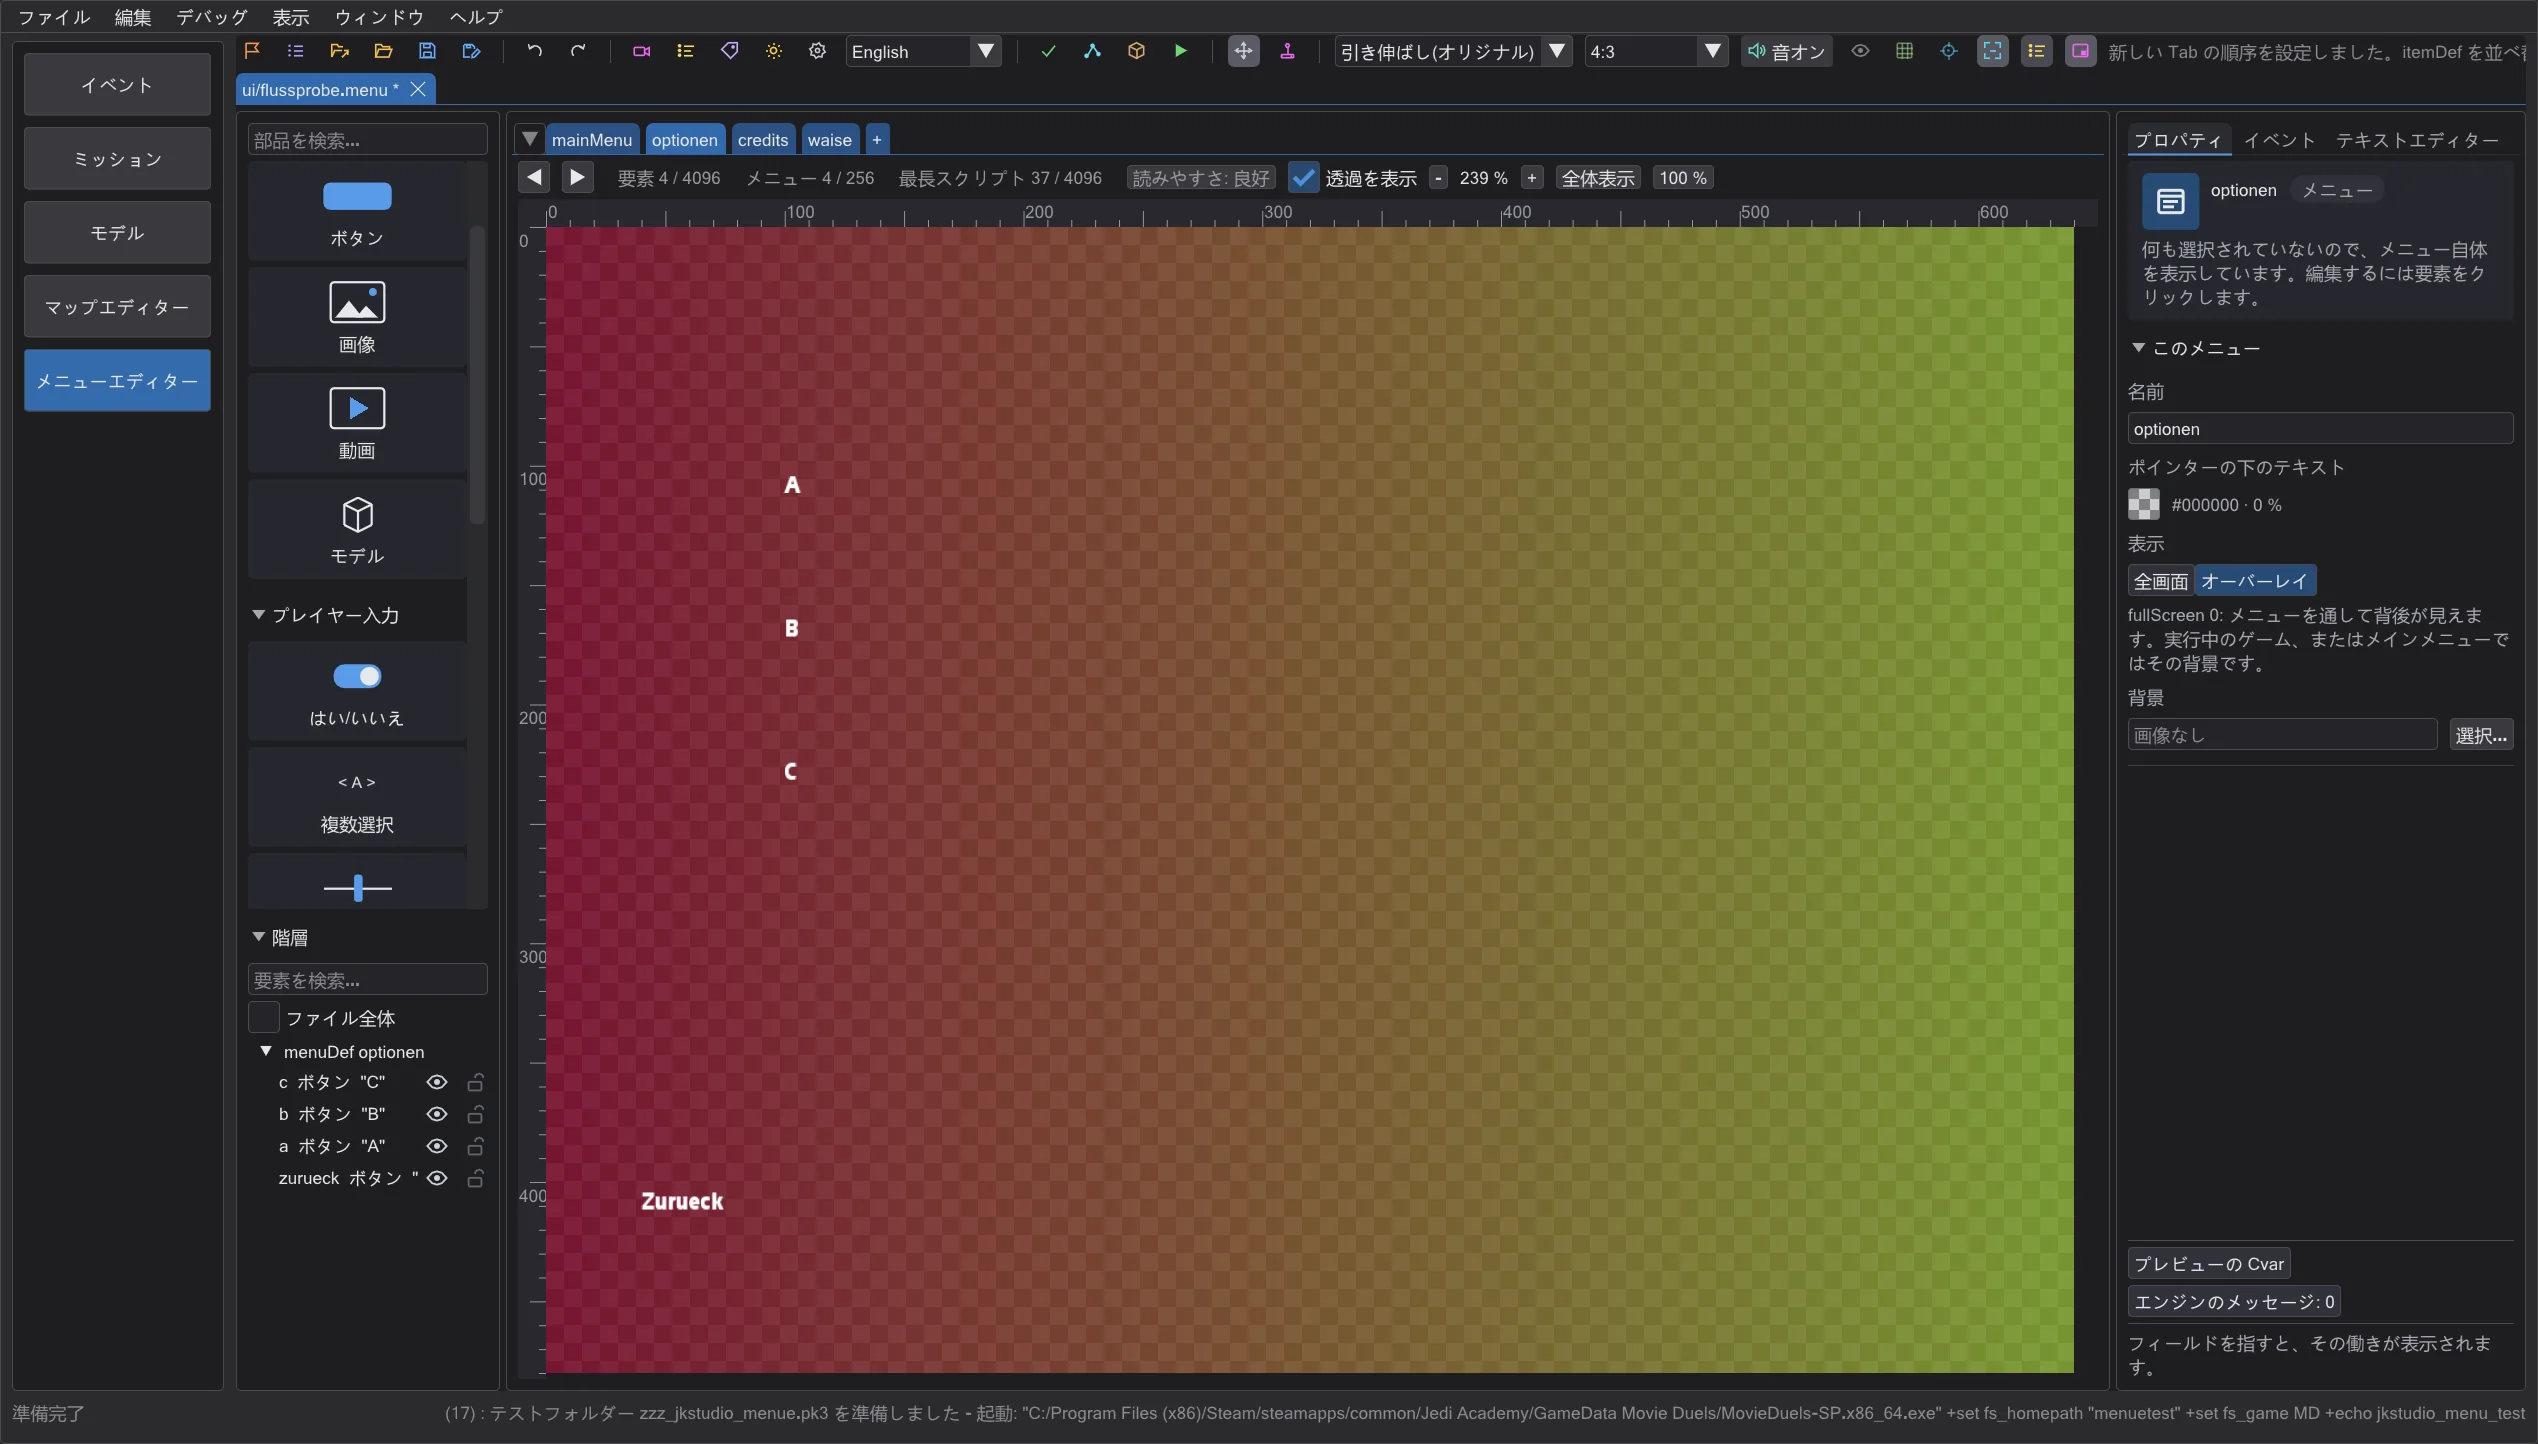 ファイル 編集 デバッグ 表示 ウィンドウ ヘルプ
English
引き伸ばし(オリジナル)
4:3
音オン
新しい Tab の順序を設定しました。itemDef を並べ
ui/flussprobe.menu *
イベント
ミッション
モデル
マップエディター
メニューエディター
部品を検索...
ボタン
画像
動画
モデル
プレイヤー入力
はい/いいえ
< A >
複数選択
階層
要素を検索...
ファイル全体
menuDef optionen
c ボタン "C"
b ボタン "B"
a ボタン "A"
zurueck ボタン "
mainMenu optionen credits waise +
要素 4 / 4096 メニュー 4 / 256 最長スクリプト 37 / 4096 読みやすさ: 良好 透過を表示 - 239 % + 全体表示 100 %
0 100 200 300 400 500 600
0
100
200
300
400
A
B
C
Zurueck
プロパティ イベント テキストエディター
optionen メニュー
何も選択されていないので、メニュー自体
を表示しています。編集するには要素をク
リックします。
このメニュー
名前
optionen
ポインターの下のテキスト
#000000 · 0 %
表示
全画面 オーバーレイ
fullScreen 0: メニューを通して背後が見えま
す。実行中のゲーム、またはメインメニューで
はその背景です。
背景
画像なし 選択...
プレビューの Cvar
エンジンのメッセージ: 0
フィールドを指すと、その働きが表示されま
す。
準備完了
(17) : テストフォルダー zzz_jkstudio_menue.pk3 を準備しました - 起動: "C:/Program Files (x86)/Steam/steamapps/common/Jedi Academy/GameData Movie Duels/MovieDuels-SP.x86_64.exe" +set fs_homepath "menuetest" +set fs_game MD +echo jkstudio_menu_test